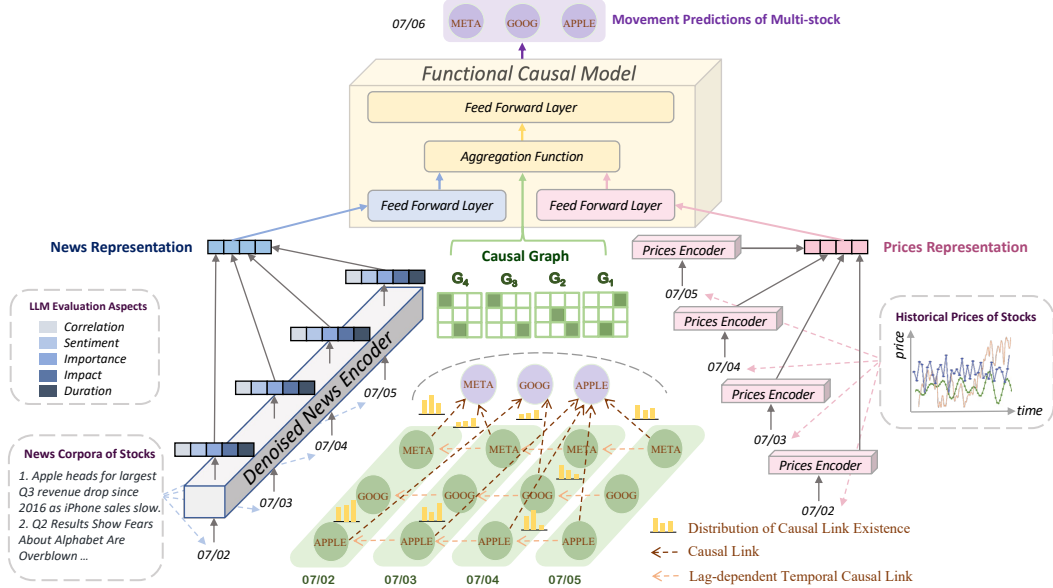 07/06
META
GOOG
APPLE
Movement Predictions of Multi-stock
Functional Causal Model
Feed Forward Layer
Aggregation Function
Feed Forward Layer
Feed Forward Layer
News Representation
Prices Encoder
Prices Representation
Causal Graph
G4
G3
G2
G1
07/05
LLM Evaluation Aspects
Correlation
Sentiment
Importance
Impact
Duration
Denoised News Encoder
07/05
07/04
07/03
07/02
Prices Encoder
07/04
Prices Encoder
07/03
Prices Encoder
07/02
Historical Prices of Stocks
price
time
News Corpora of Stocks
1. Apple heads for largest
Q3 revenue drop since
2016 as iPhone sales slow.
2. Q2 Results Show Fears
About Alphabet Are
Overblown ...
META
GOOG
APPLE
META
META
META
META
GOOG
GOOG
GOOG
GOOG
APPLE
APPLE
APPLE
APPLE
07/02
07/03
07/04
07/05
Distribution of Causal Link Existence
Causal Link
Lag-dependent Temporal Causal Link